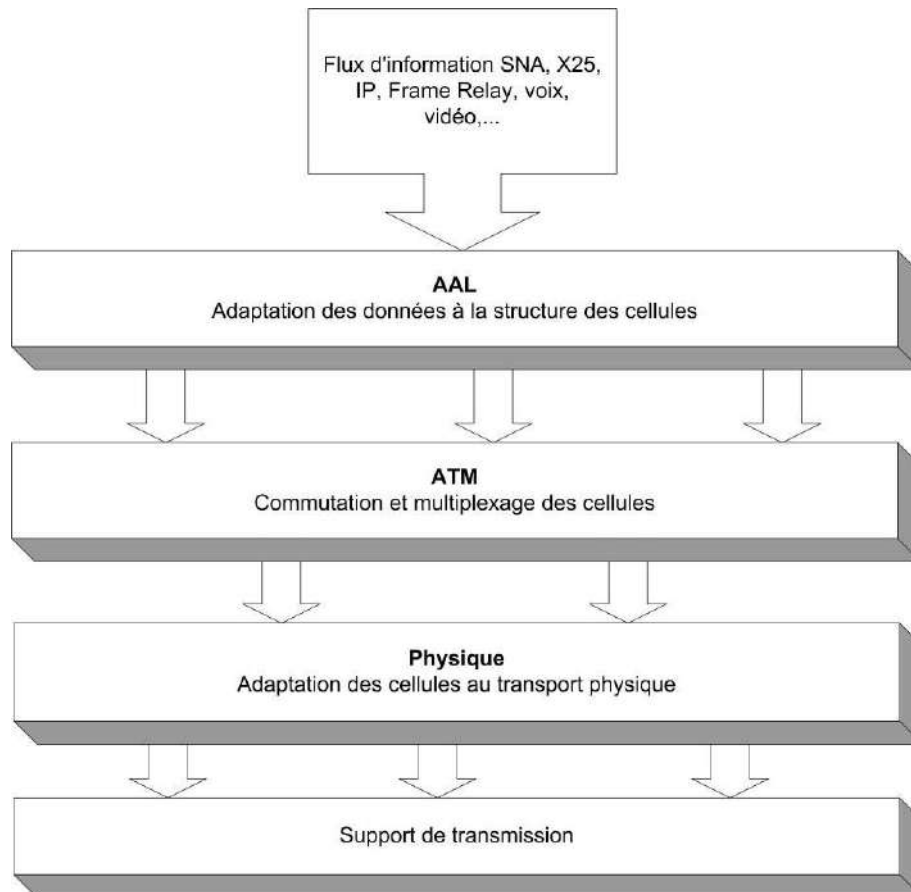 Flux d'information SNA, X25,
IP, Frame Relay, voix,
vidéo,...
AAL
Adaptation des données à la structure des cellules
ATM
Commutation et multiplexage des cellules
Physique
Adaptation des cellules au transport physique
Support de transmission